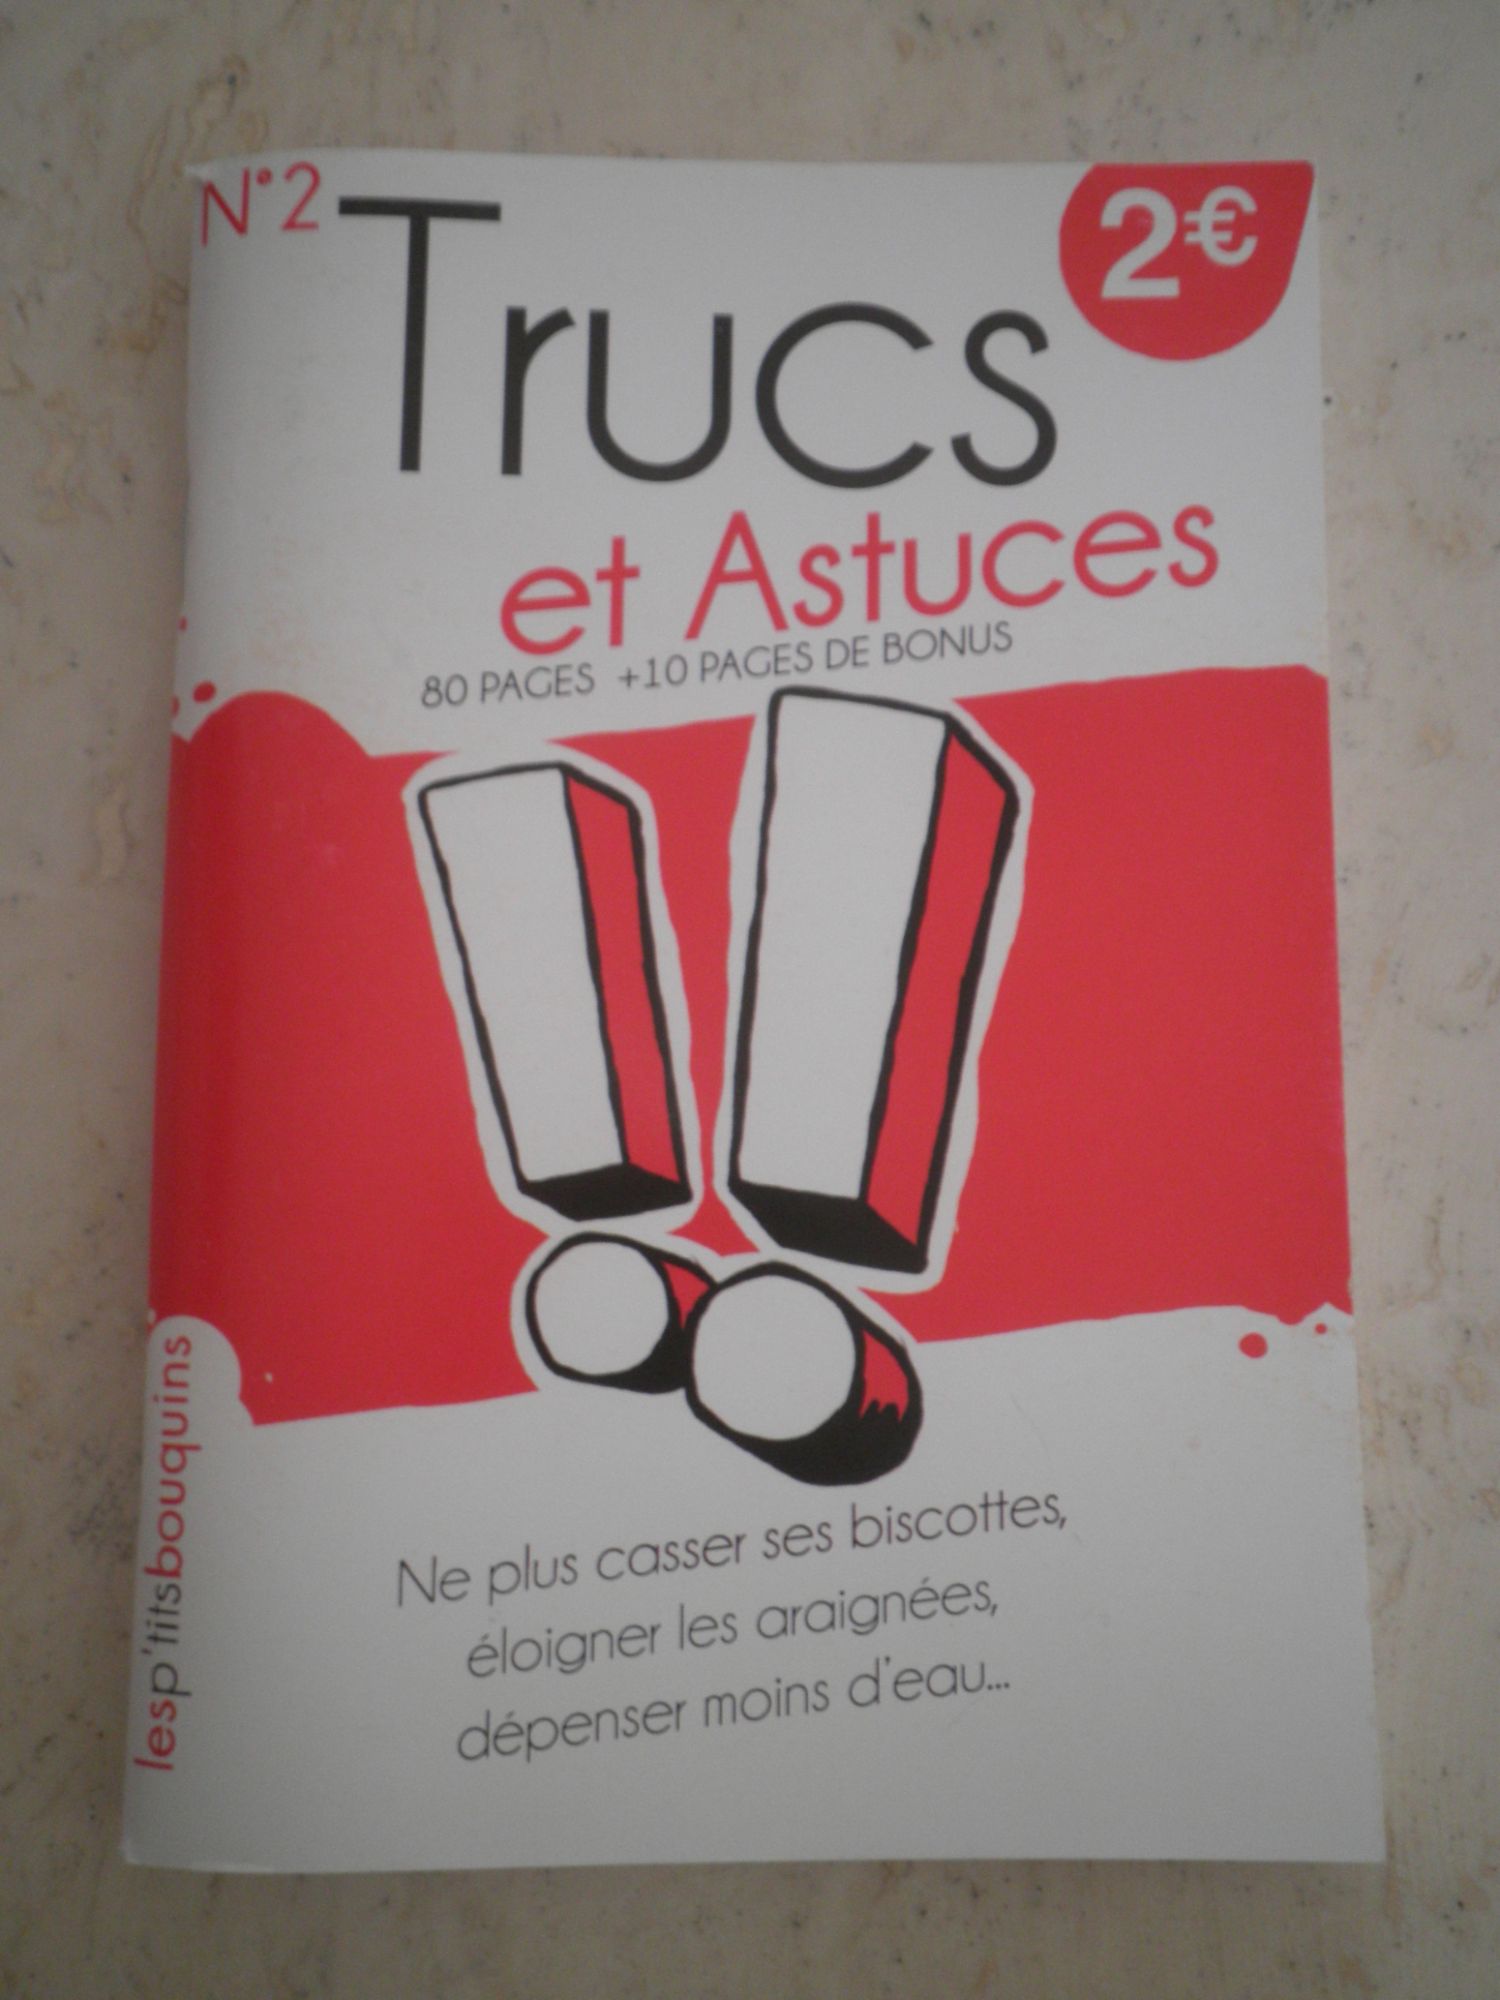 N°2
Trucs
2€
et Astuces
80 PAGES +10 PAGES DE BONUS
lesp'titsbouquins
Ne plus casser ses biscottes,
éloigner les araignées,
dépenser moins d'eau...